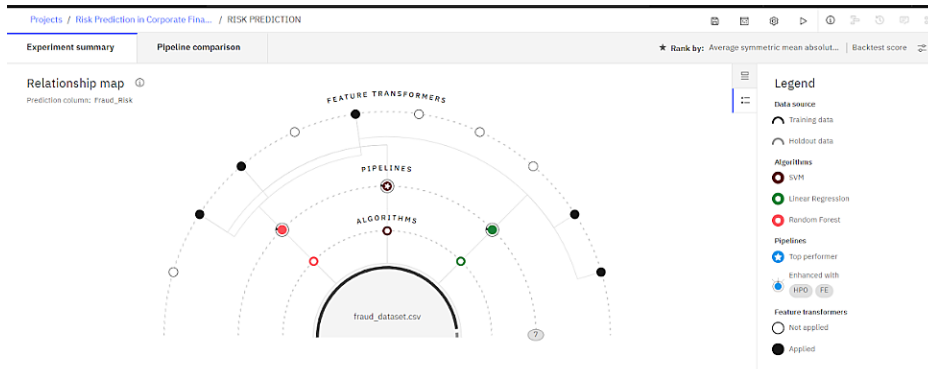 Projects / Risk Prediction in Corporate Fina... / RISK PREDICTION
Experiment summary
Pipeline comparison
Rank by: Average symmetric mean absolut... | Backtest score
Relationship map
Prediction column: Fraud_Risk
FEATURE TRANSFORMERS
PIPELINES
ALGORITHMS
fraud_dataset.csv
7
Legend
Data source
Training data
Holdout data
Algorithms
SVM
Linear Regression
Random Forest
Pipelines
Top performer
Enhanced with
HPO FE
Feature transformers
Not applied
Applied